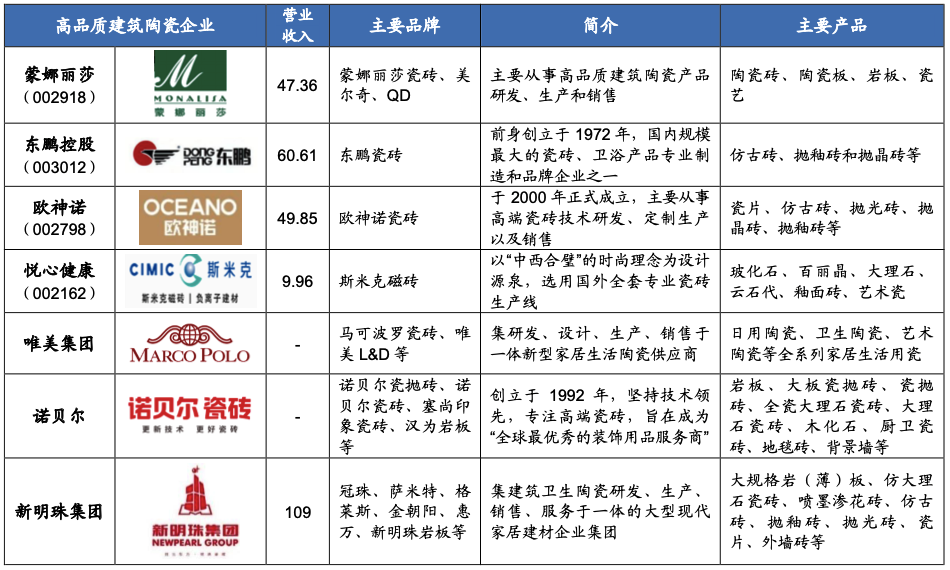 高品质建筑陶瓷企业
营业
收入
主要品牌
简介
主要产品
蒙娜丽莎
（002918）
M
MONALISA
蒙娜丽莎
47.36
蒙娜丽莎瓷砖、美
尔奇、QD
主要从事高品质建筑陶瓷产品
研发、生产和销售
陶瓷砖、陶瓷板、岩板、瓷
艺
东鹏控股
（003012）
DONG
PENG 东鹏
60.61
东鹏瓷砖
前身创立于 1972 年，国内规模
最大的瓷砖、卫浴产品专业制
造和品牌企业之一
仿古砖、抛釉砖和抛晶砖等
欧神诺
（002798）
OCEANO
欧神诺
49.85
欧神诺瓷砖
于 2000 年正式成立，主要从事
高端瓷砖技术研发、定制生产
以及销售
瓷片、仿古砖、抛光砖、抛
晶砖、抛釉砖等
悦心健康
（002162）
CIMIC 斯米克
斯米克磁砖 | 负离子建材
9.96
斯米克磁砖
以“中西合璧”的时尚理念为设计
源泉，选用国外全套专业瓷砖
生产线
玻化石、百丽晶、大理石、
云石代、釉面砖、艺术瓷
唯美集团
MARCO POLO
-
马可波罗瓷砖、唯
美 L&D 等
集研发、设计、生产、销售于
一体新型家居生活陶瓷供应商
日用陶瓷、卫生陶瓷、艺术
陶瓷等全系列家居生活用瓷
诺贝尔
诺贝尔瓷砖
更新技术 更好瓷砖
-
诺贝尔瓷抛砖、诺
贝尔瓷砖、塞尚印
象瓷砖、汉为岩板
等
创立于 1992 年，坚持技术领
先，专注高端瓷砖，旨在成为
“全球最优秀的装饰用品服务商”
岩板、大板瓷抛砖、瓷抛
砖、全瓷大理石瓷砖、大理
石瓷砖、木化石、厨卫瓷
砖、地毯砖、背景墙等
新明珠集团
新明珠集团
NEWPEARL GROUP
109
冠珠、萨米特、格
莱斯、金朝阳、惠
万、新明珠岩板等
集建筑卫生陶瓷研发、生产、
销售、服务于一体的大型现代
家居建材企业集团
大规格岩（薄）板、仿大理
石瓷砖、喷墨渗花砖、仿古
砖、抛釉砖、抛光砖、瓷
片、外墙砖等